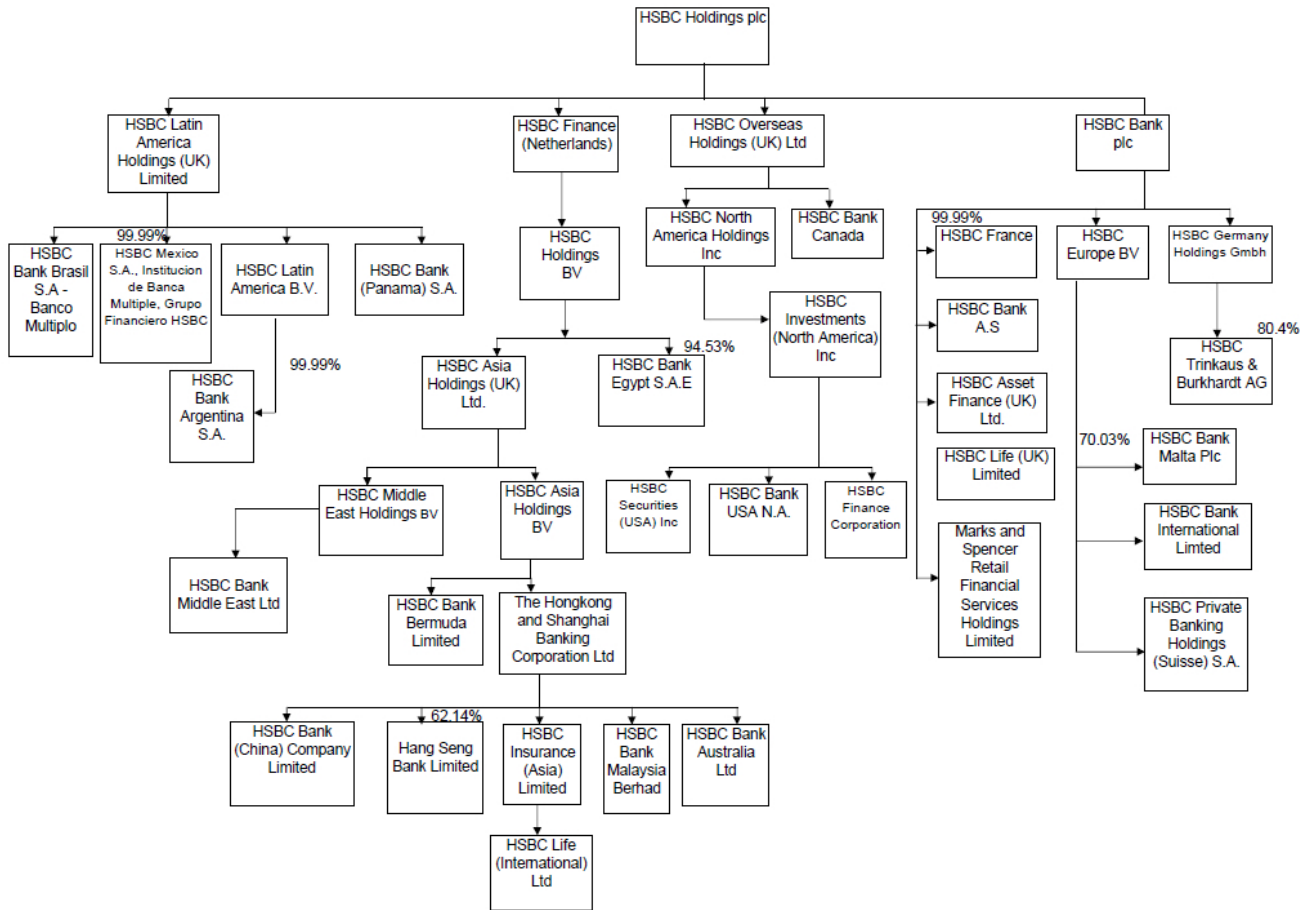 HSBC Holdings plc
HSBC Latin
America
Holdings (UK)
Limited
HSBC Finance
(Netherlands)
HSBC Overseas
Holdings (UK) Ltd
HSBC Bank
plc
99.99%
HSBC
Bank Brasil
S.A -
Banco
Multiplo
HSBC Mexico
S.A., Institucion
de Banca
Multiple, Grupo
Financiero HSBC
HSBC Latin
America B.V.
HSBC Bank
(Panama) S.A.
99.99%
HSBC
Bank
Argentina
S.A.
HSBC
Holdings
BV
HSBC North
America Holdings
Inc
HSBC Bank
Canada
99.99%
HSBC France
HSBC
Europe BV
HSBC Germany
Holdings Gmbh
HSBC Asia
Holdings (UK)
Ltd.
94.53%
HSBC Bank
Egypt S.A.E
HSBC
Investments
(North America)
Inc
HSBC Bank
A.S
80.4%
HSBC
Trinkaus &
Burkhardt AG
HSBC Asset
Finance (UK)
Ltd.
HSBC Life (UK)
Limited
70.03%
HSBC Bank
Malta Plc
HSBC Middle
East Holdings BV
HSBC Asia
Holdings
BV
HSBC
Securities
(USA) Inc
HSBC Bank
USA N.A.
HSBC
Finance
Corporation
HSBC Bank
International
Limted
Marks and
Spencer
Retail
Financial
Services
Holdings
Limited
HSBC Private
Banking
Holdings
(Suisse) S.A.
HSBC Bank
Middle East Ltd
HSBC Bank
Bermuda
Limited
The Hongkong
and Shanghai
Banking
Corporation Ltd
HSBC Bank
(China) Company
Limited
62.14%
Hang Seng
Bank Limited
HSBC
Insurance
(Asia)
Limited
HSBC
Bank
Malaysia
Berhad
HSBC Bank
Australia
Ltd
HSBC Life
(International)
Ltd